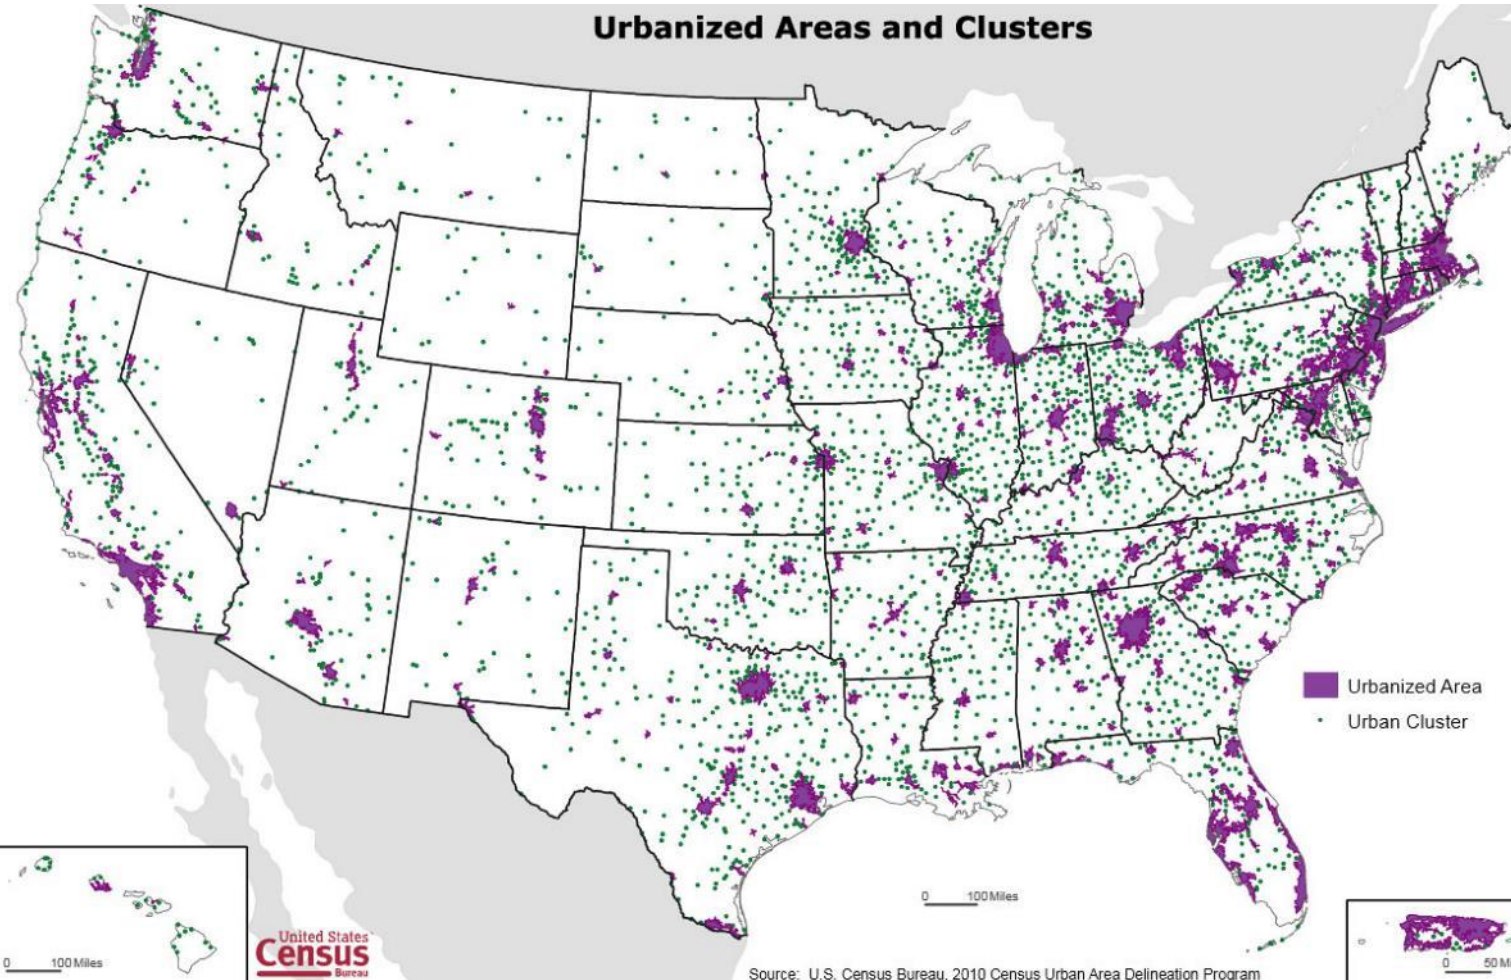 Urbanized Areas and Clusters
Urbanized Area
Urban Cluster
0 100 Miles
0 100 Miles
United States
Census
Bureau
0 50 M
Source: U.S. Census Bureau, 2010 Census Urban Area Delineation Program